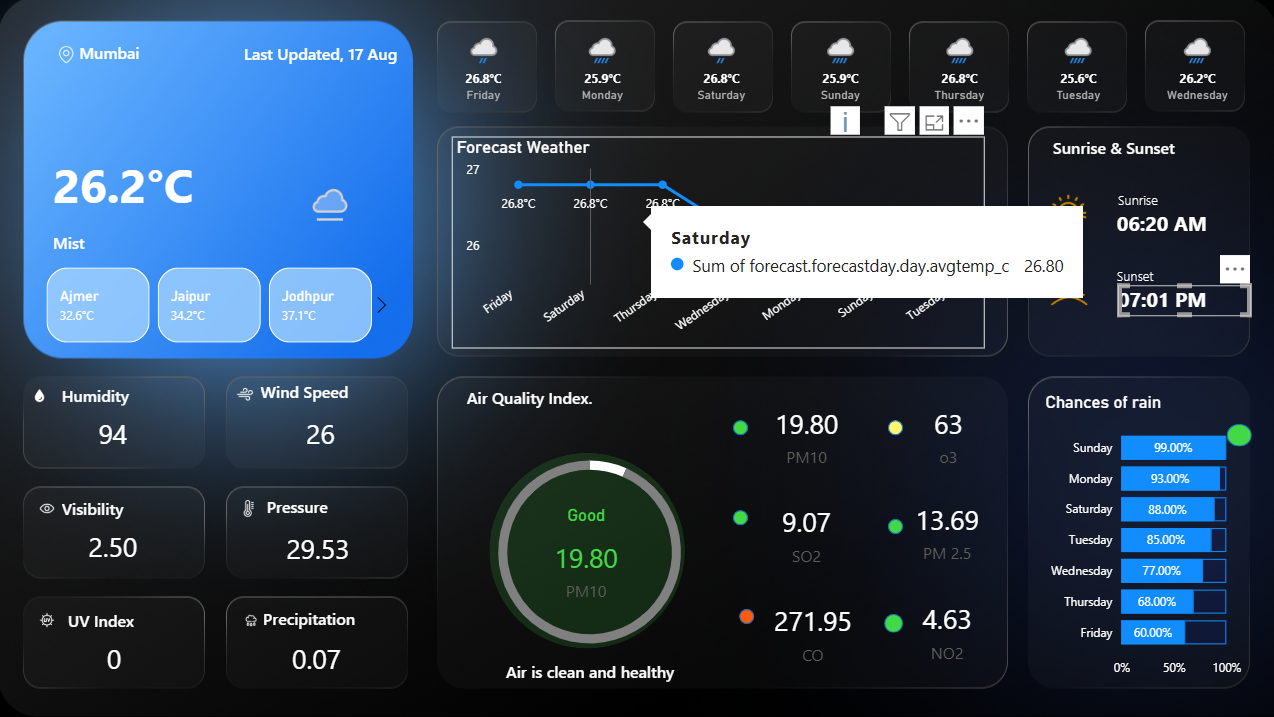 Mumbai
Last Updated, 17 Aug
26.2°C
Mist
Ajmer
32.6°C
Jaipur
34.2°C
Jodhpur
37.1°C
26.8°C
Friday
25.9°C
Monday
26.8°C
Saturday
25.9°C
Sunday
26.8°C
Thursday
25.6°C
Tuesday
26.2°C
Wednesday
Forecast Weather
27
26
26.8°C
26.8°C
26.8°C
Friday
Saturday
Thursday
Wednesday
Monday
Sunday
Tuesday
Saturday
Sum of forecast.forecastday.day.avgtemp_c 26.80
Sunrise & Sunset
Sunrise
06:20 AM
Sunset
07:01 PM
Humidity
94
Wind Speed
26
Visibility
2.50
Pressure
29.53
UV Index
0
Precipitation
0.07
Air Quality Index.
Good
19.80
PM10
Air is clean and healthy
19.80
PM10
63
o3
9.07
SO2
13.69
PM 2.5
271.95
CO
4.63
NO2
Chances of rain
Sunday 99.00%
Monday 93.00%
Saturday 88.00%
Tuesday 85.00%
Wednesday 77.00%
Thursday 68.00%
Friday 60.00%
0% 50% 100%